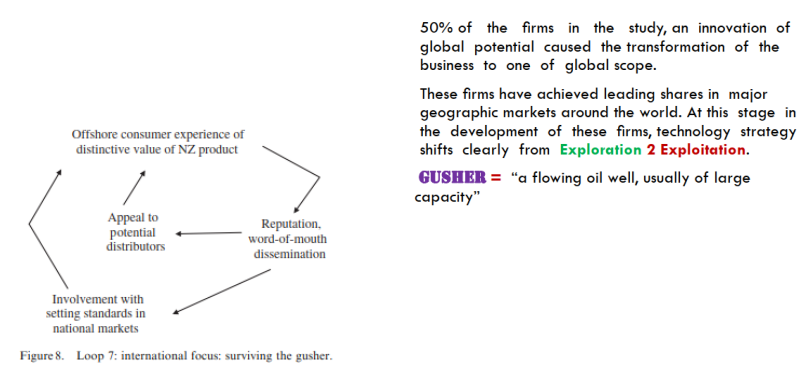 50% of the firms in the study, an innovation of
global potential caused the transformation of the
business to one of global scope.
These firms have achieved leading shares in major
geographic markets around the world. At this stage in
the development of these firms, technology strategy
shifts clearly from Exploration 2 Exploitation.
GUSHER = “a flowing oil well, usually of large
capacity”
Offshore consumer experience of
distinctive value of NZ product
Appeal to
potential
distributors
Reputation,
word-of-mouth
dissemination
Involvement with
setting standards in
national markets
Figure 8. Loop 7: international focus: surviving the gusher.